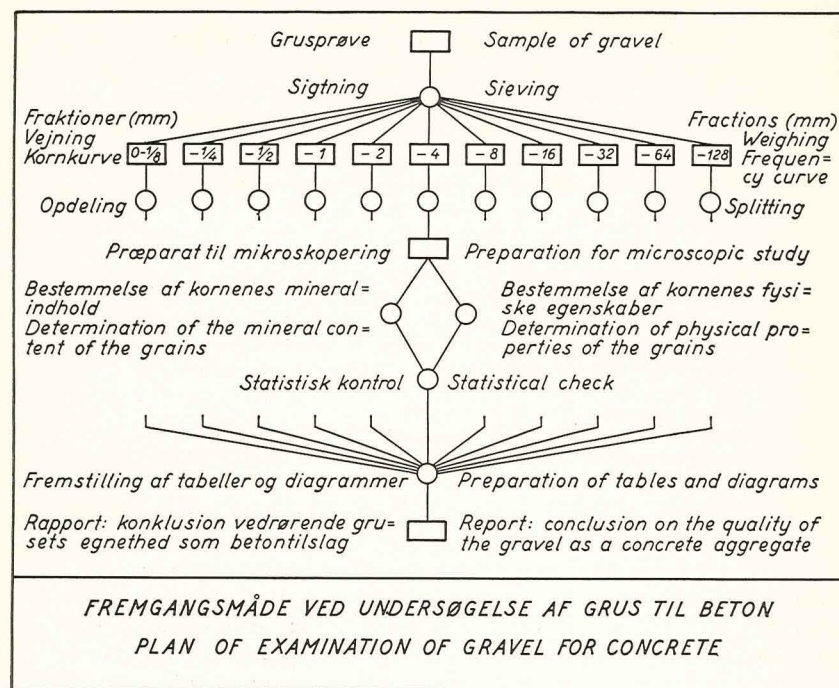 Grusprøve Sample of gravel
Sigtning Sieving
Fraktioner (mm)
Vejning
Kornkurve
Fractions (mm)
Weighing
Frequen=
cy curve
0-⅛ -¼ -½ -1 -2 -4 -8 -16 -32 -64 -128
Opdeling Splitting
Præparat til mikroskopering Preparation for microscopic study
Bestemmelse af kornenes mineral=
indhold
Determination of the mineral con=
tent of the grains
Bestemmelse af kornenes fysi=
ske egenskaber
Determination of physical pro=
perties of the grains
Statistisk kontrol Statistical check
Fremstilling af tabeller og diagrammer Preparation of tables and diagrams
Rapport: konklusion vedrørende gru=
sets egnethed som betontilslag
Report: conclusion on the quality of
the gravel as a concrete aggregate
FREMGANGSMÅDE VED UNDERSØGELSE AF GRUS TIL BETON
PLAN OF EXAMINATION OF GRAVEL FOR CONCRETE